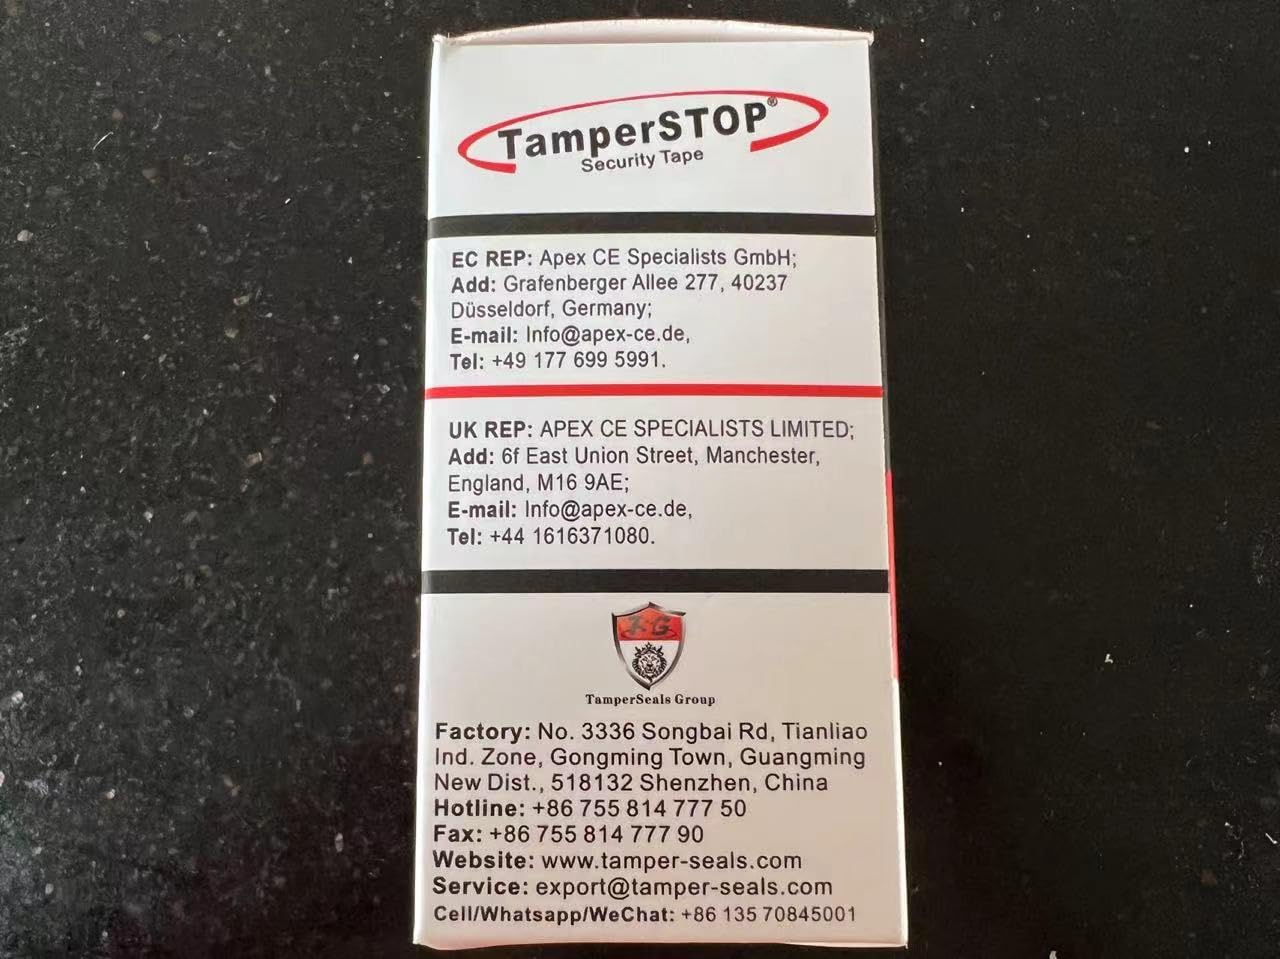 TamperSTOP®
Security Tape
EC REP: Apex CE Specialists GmbH;
Add: Grafenberger Allee 277, 40237
Düsseldorf, Germany;
E-mail: Info@apex-ce.de,
Tel: +49 177 699 5991.
UK REP: APEX CE SPECIALISTS LIMITED;
Add: 6f East Union Street, Manchester,
England, M16 9AE;
E-mail: Info@apex-ce.de,
Tel: +44 1616371080.
TamperSeals Group
Factory: No. 3336 Songbai Rd, Tianliao
Ind. Zone, Gongming Town, Guangming
New Dist., 518132 Shenzhen, China
Hotline: +86 755 814 777 50
Fax: +86 755 814 777 90
Website: www.tamper-seals.com
Service: export@tamper-seals.com
Cell/Whatsapp/WeChat: +86 135 70845001